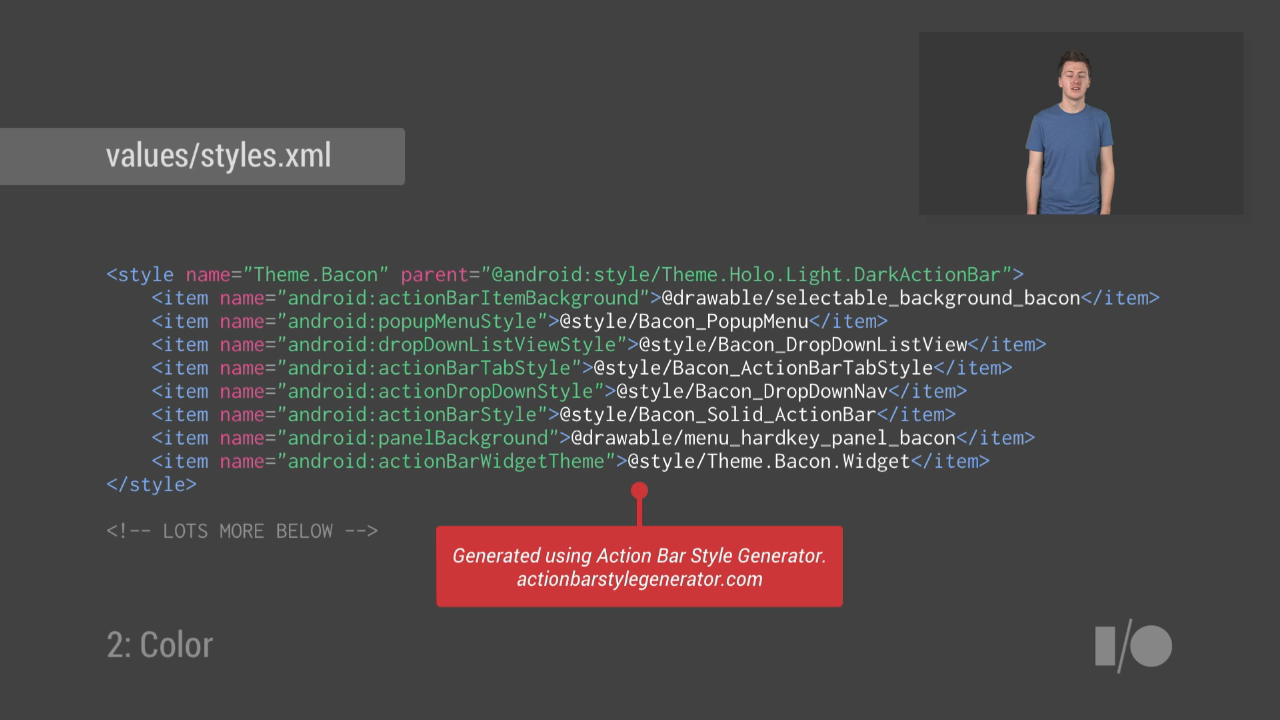 values/styles.xml
<style name="Theme.Bacon" parent="@android:style/Theme.Holo.Light.DarkActionBar">
<item name="android:actionBarItemBackground">@drawable/selectable_background_bacon</item>
<item name="android:popupMenuStyle">@style/Bacon_PopupMenu</item>
<item name="android:dropDownListViewStyle">@style/Bacon_DropDownListView</item>
<item name="android:actionBarTabStyle">@style/Bacon_ActionBarTabStyle</item>
<item name="android:actionDropDownStyle">@style/Bacon_DropDownNav</item>
<item name="android:actionBarStyle">@style/Bacon_Solid_ActionBar</item>
<item name="android:panelBackground">@drawable/menu_hardkey_panel_bacon</item>
<item name="android:actionBarWidgetTheme">@style/Theme.Bacon.Widget</item>
</style>
<!-- LOTS MORE BELOW -->
Generated using Action Bar Style Generator.
actionbarstylegenerator.com
2: Color
I/O